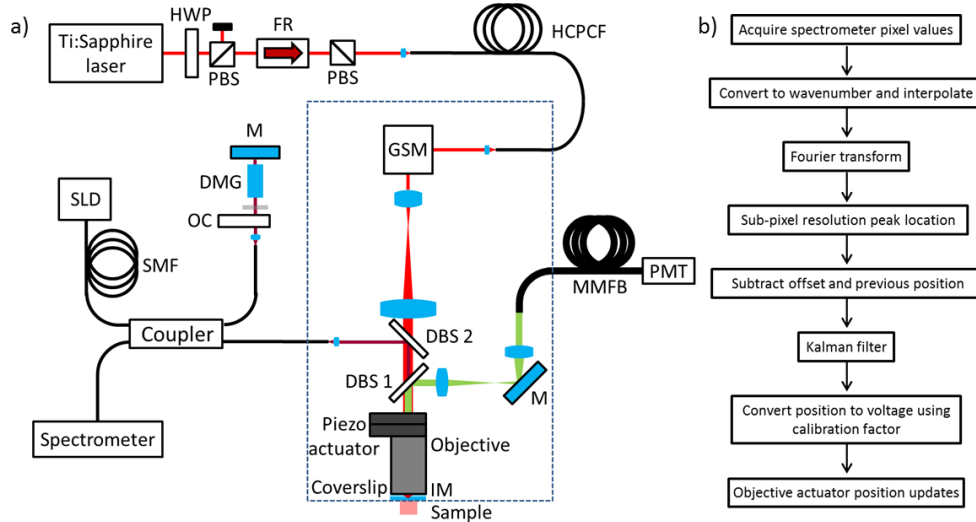 a)
Ti:Sapphire
laser
HWP
PBS
FR
PBS
HCPCF
M
DMG
OC
SLD
SMF
Coupler
Spectrometer
GSM
DBS 2
DBS 1
MMFB
PMT
M
Piezo
actuator
Objective
Coverslip
IM
Sample
b)
Acquire spectrometer pixel values
Convert to wavenumber and interpolate
Fourier transform
Sub-pixel resolution peak location
Subtract offset and previous position
Kalman filter
Convert position to voltage using
calibration factor
Objective actuator position updates